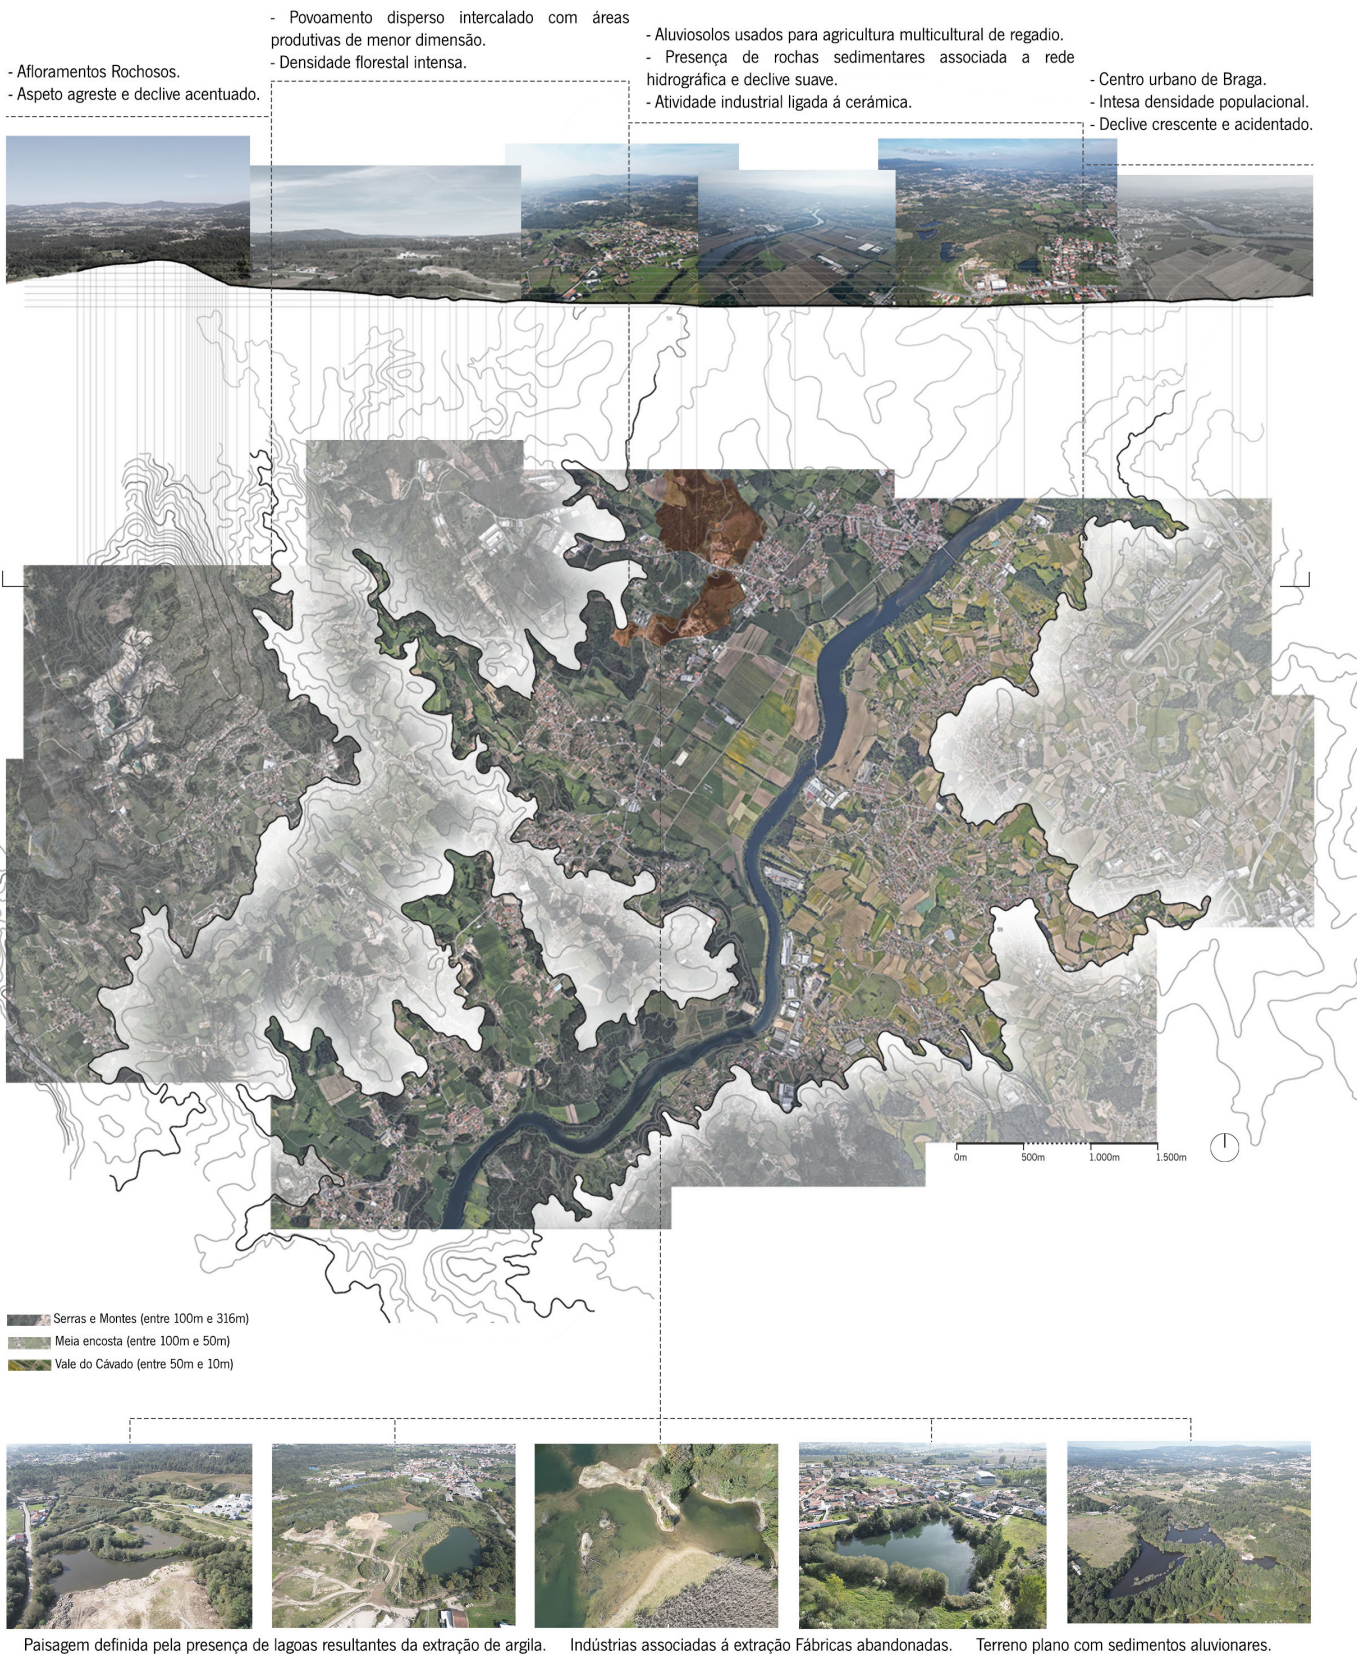 - Afloramentos Rochosos.
- Aspeto agreste e declive acentuado.
- Povoamento disperso intercalado com áreas
produtivas de menor dimensão.
- Densidade florestal intensa.
- Aluviosolos usados para agricultura multicultural de regadio.
- Presença de rochas sedimentares associada a rede
hidrográfica e declive suave.
- Atividade industrial ligada á cerámica.
- Centro urbano de Braga.
- Intesa densidade populacional.
- Declive crescente e acidentado.
50
50
0m 500m 1.000m 1.500m
Serras e Montes (entre 100m e 316m)
Meia encosta (entre 100m e 50m)
Vale do Cávado (entre 50m e 10m)
Paisagem definida pela presença de lagoas resultantes da extração de argila.
Indústrias associadas á extração Fábricas abandonadas.
Terreno plano com sedimentos aluvionares.